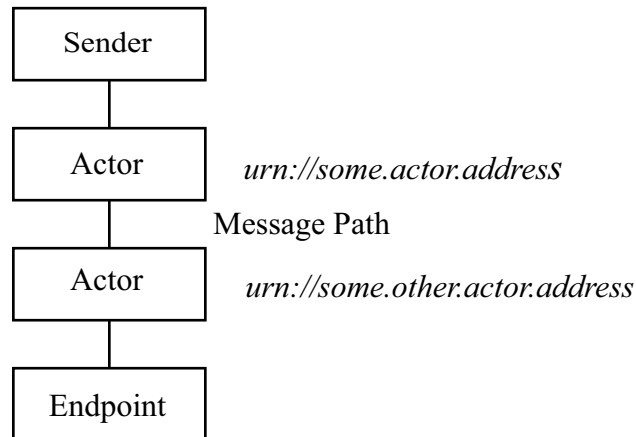 Sender
Actor
urn://some.actor.address
Message Path
Actor
urn://some.other.actor.address
Endpoint